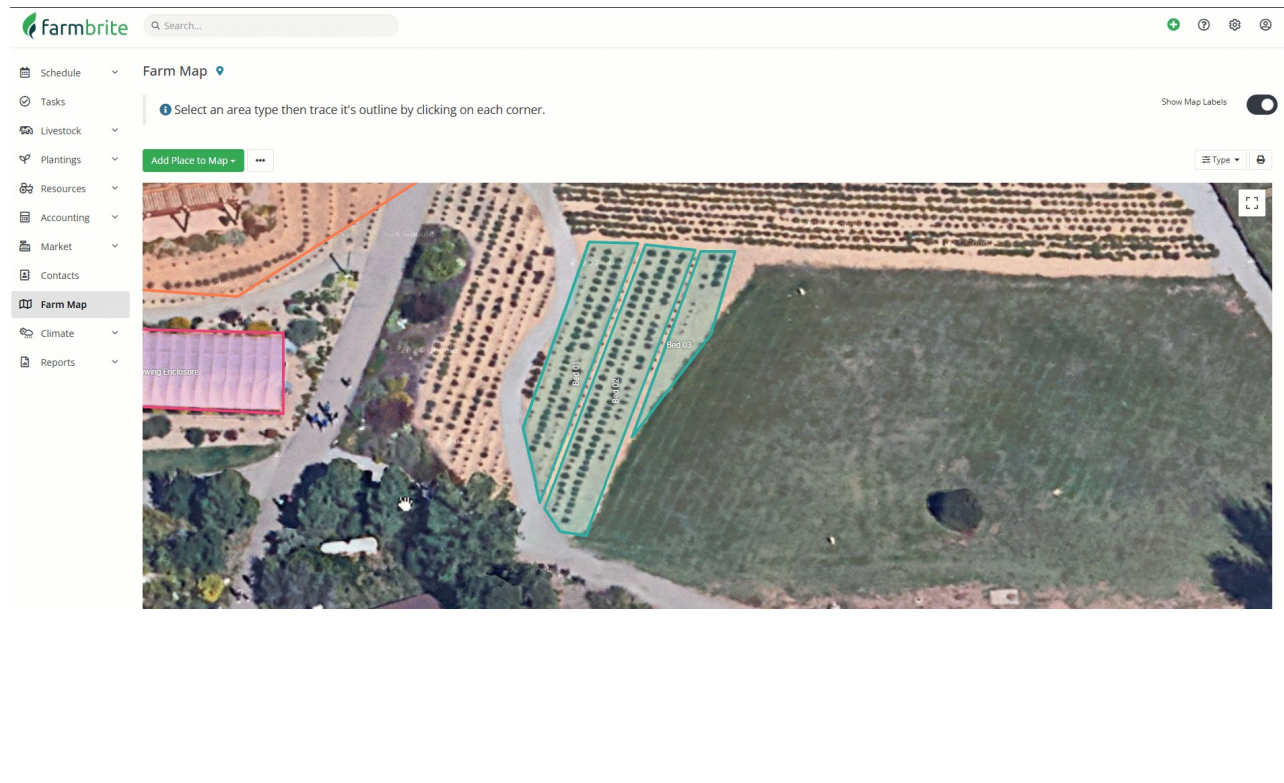 farmbrite
Search...
Schedule
Tasks
Livestock
Plantings
Resources
Accounting
Market
Contacts
Farm Map
Climate
Reports
Farm Map
Select an area type then trace it's outline by clicking on each corner.
Show Map Labels
Add Place to Map
Type
wing Enclosure
Bed 01
Bed 02
Bed 03